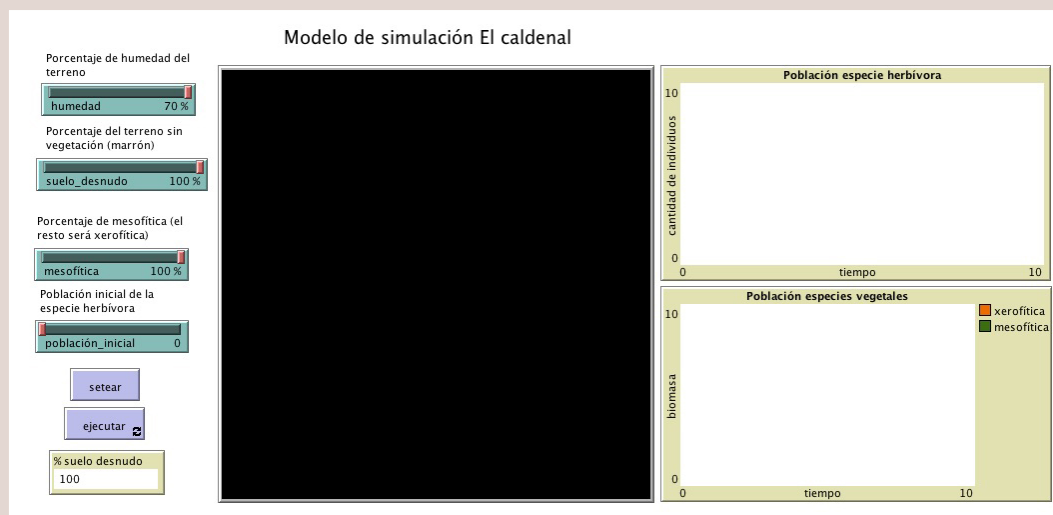 Modelo de simulación El caldenal
Porcentaje de humedad del
terreno
humedad 70 %
Porcentaje del terreno sin
vegetación (marrón)
suelo_desnudo 100 %
Porcentaje de mesofítica (el
resto será xerofítica)
mesofítica 100 %
Población inicial de la
especie herbívora
población_inicial 0
setear
ejecutar
% suelo desnudo
100
Población especie herbívora
10
cantidad de individuos
0
0 tiempo 10
Población especies vegetales
10
biomasa
0
0 tiempo 10
xerofítica
mesofítica